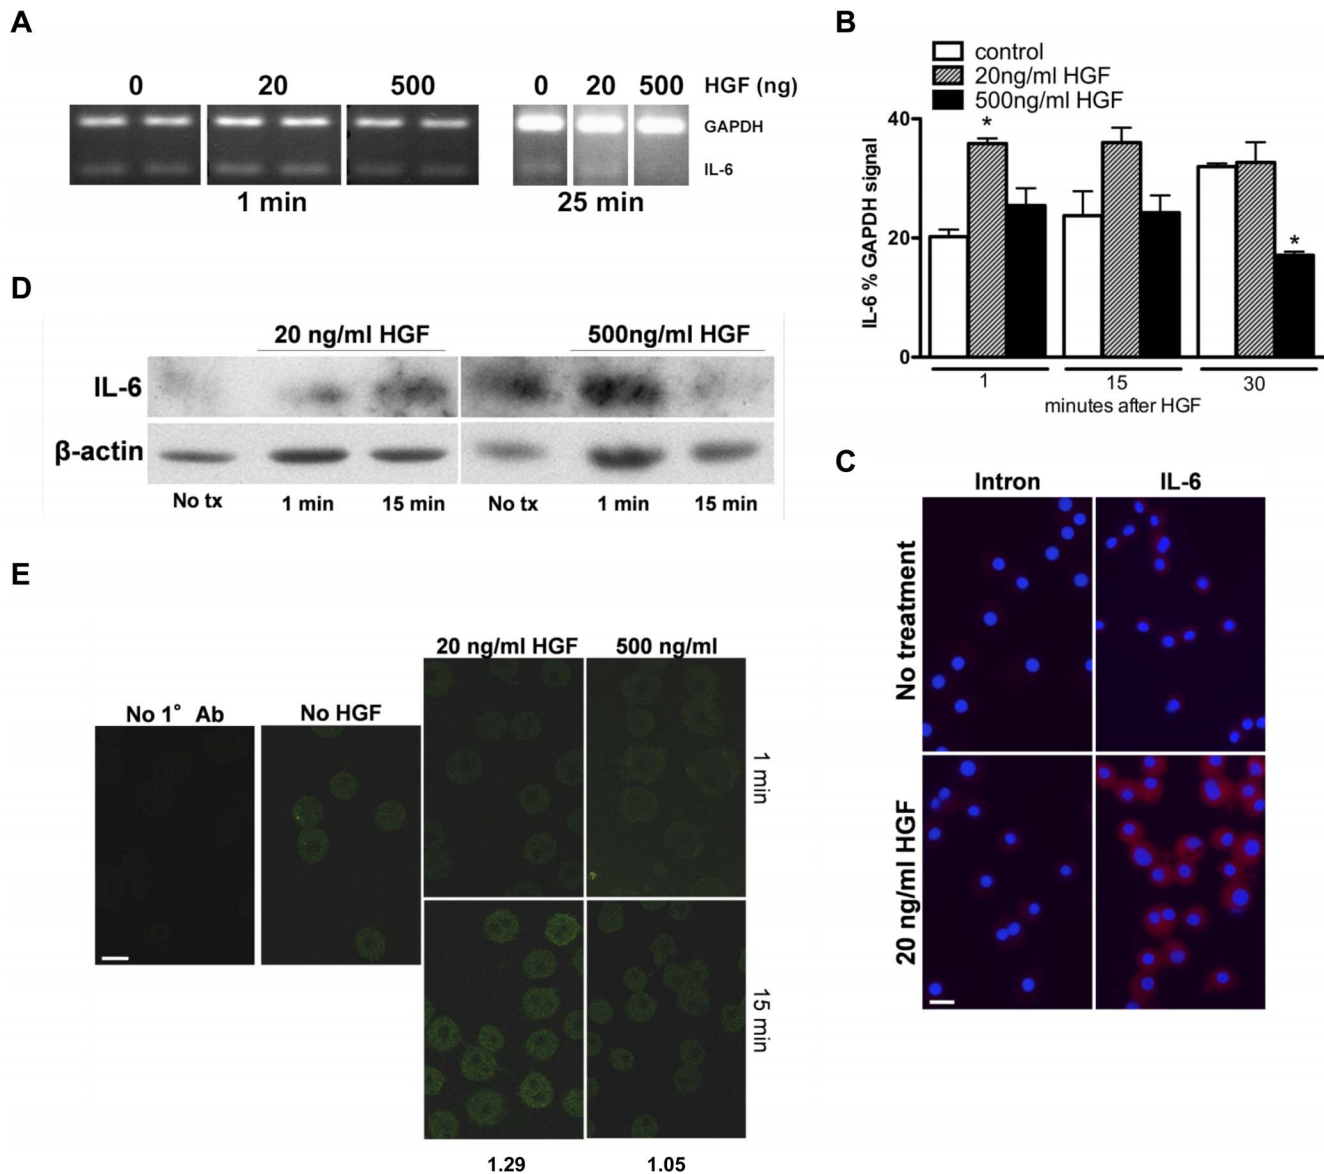 A
0 20 500 0 20 500 HGF (ng)
GAPDH
IL-6
1 min 25 min
B
control
20ng/ml HGF
500ng/ml HGF
40
20
0
IL-6 % GAPDH signal
* *
1 15 30
minutes after HGF
D
20 ng/ml HGF 500ng/ml HGF
IL-6
β-actin
No tx 1 min 15 min No tx 1 min 15 min
C
Intron IL-6
No treatment
20 ng/ml HGF
E
20 ng/ml HGF 500 ng/ml
No 1° Ab No HGF
1 min
15 min
1.29 1.05